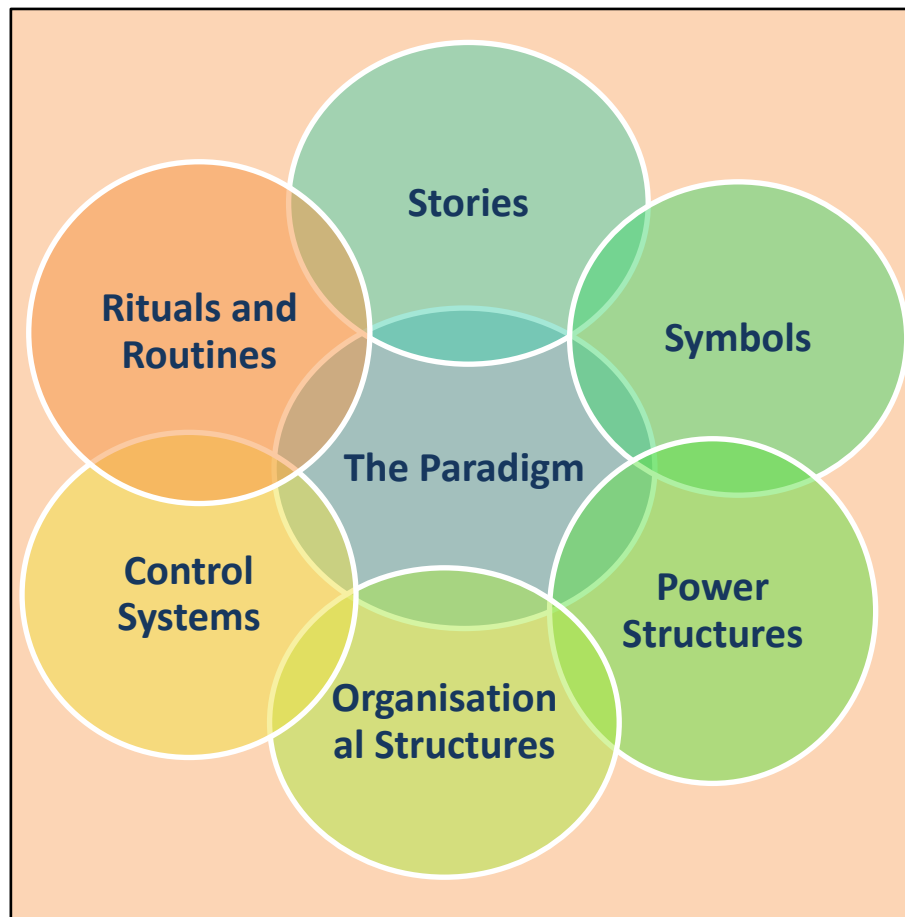 Stories
Rituals and
Routines
Symbols
The Paradigm
Control
Systems
Power
Structures
Organisation
al Structures